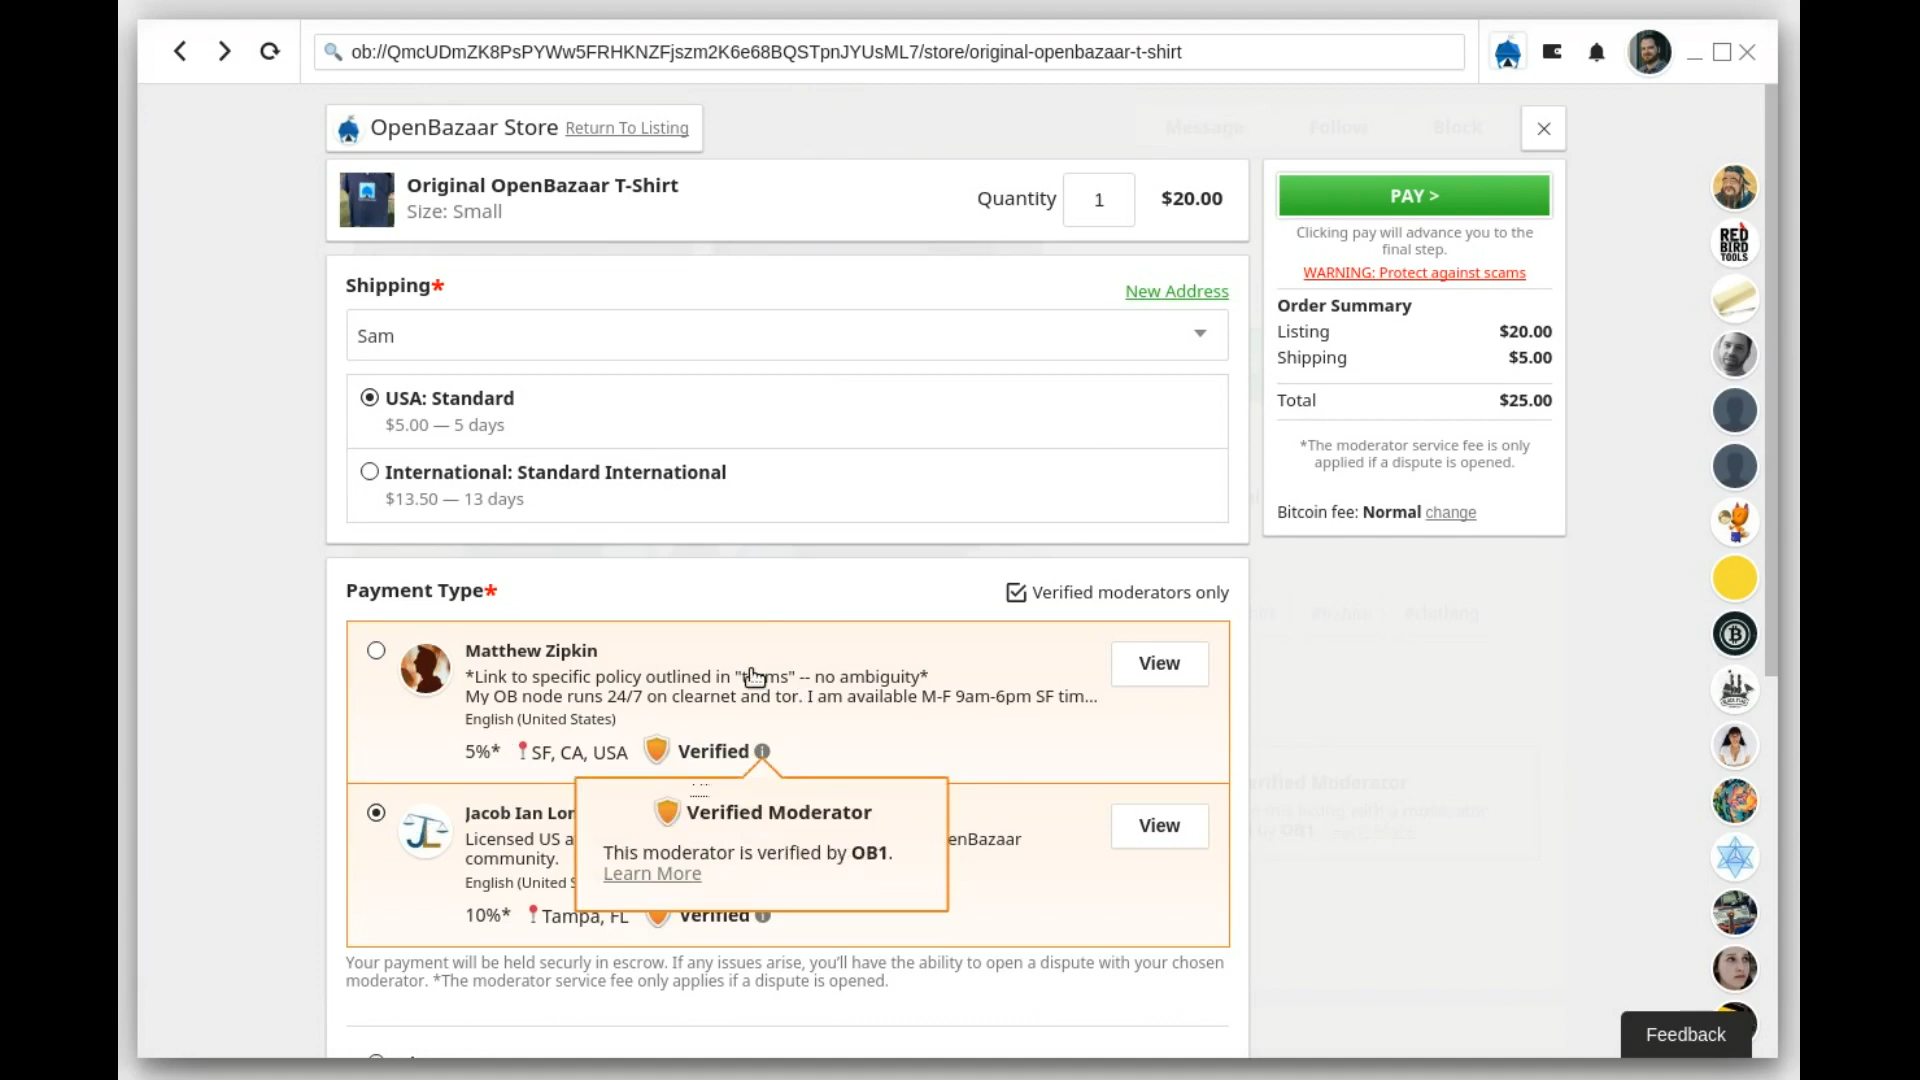 ob://QmcUDmZK8PsPYWw5FRHKNZFjszm2K6e68BQSTpnJYUsML7/store/original-openbazaar-t-shirt
OpenBazaar Store Return To Listing
Message Follow Block
Original OpenBazaar T-Shirt
Size: Small
Quantity 1 $20.00
PAY >
Clicking pay will advance you to the
final step.
WARNING: Protect against scams
Order Summary
Listing $20.00
Shipping $5.00
Total $25.00
*The moderator service fee is only
applied if a dispute is opened.
Bitcoin fee: Normal change
Shipping*
New Address
Sam
USA: Standard
$5.00 — 5 days
International: Standard International
$13.50 — 13 days
Payment Type*
Verified moderators only
Matthew Zipkin
*Link to specific policy outlined in "terms" -- no ambiguity*
My OB node runs 24/7 on clearnet and tor. I am available M-F 9am-6pm SF tim...
English (United States)
5%* SF, CA, USA Verified
View
Jacob Ian Lon
Licensed US a
enBazaar
community.
English (United S
10%* Tampa, FL Verified
View
Verified Moderator
This moderator is verified by OB1.
Learn More
Your payment will be held securly in escrow. If any issues arise, you'll have the ability to open a dispute with your chosen
moderator. *The moderator service fee only applies if a dispute is opened.
RED
BIRD
TOOLS
Feedback